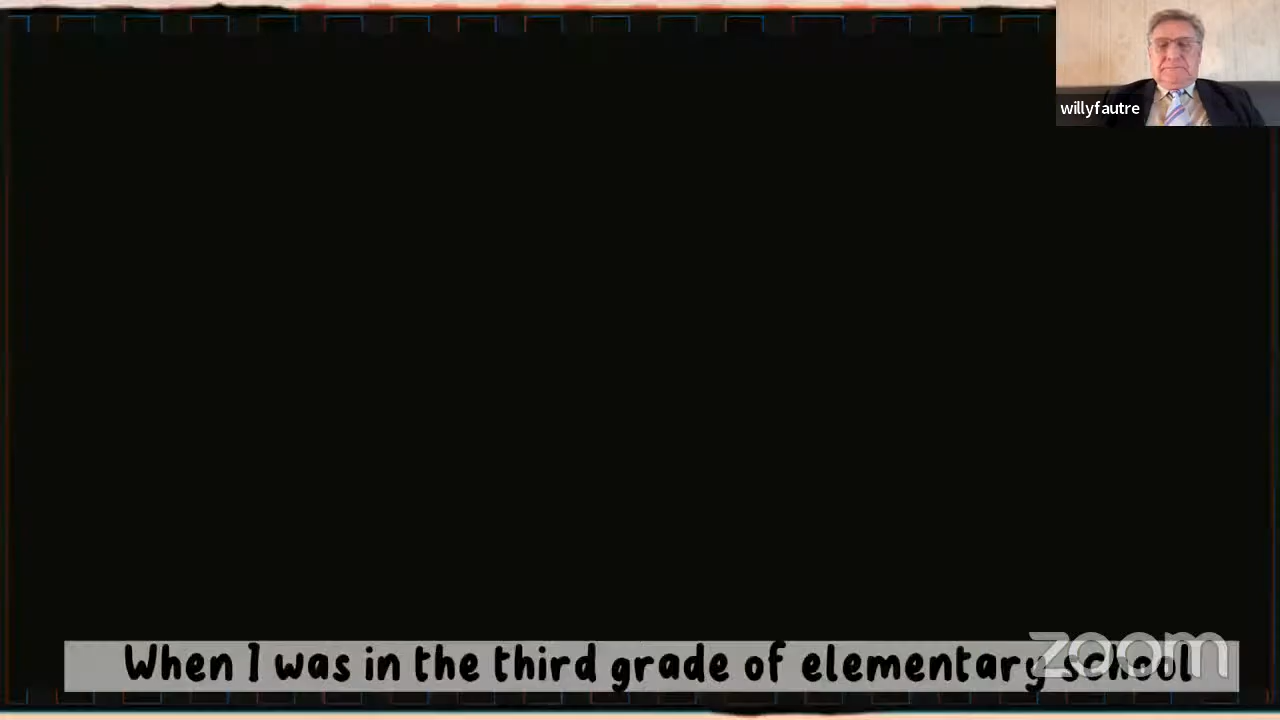 willyfautre
When I was in the third grade of elementary school
zoom